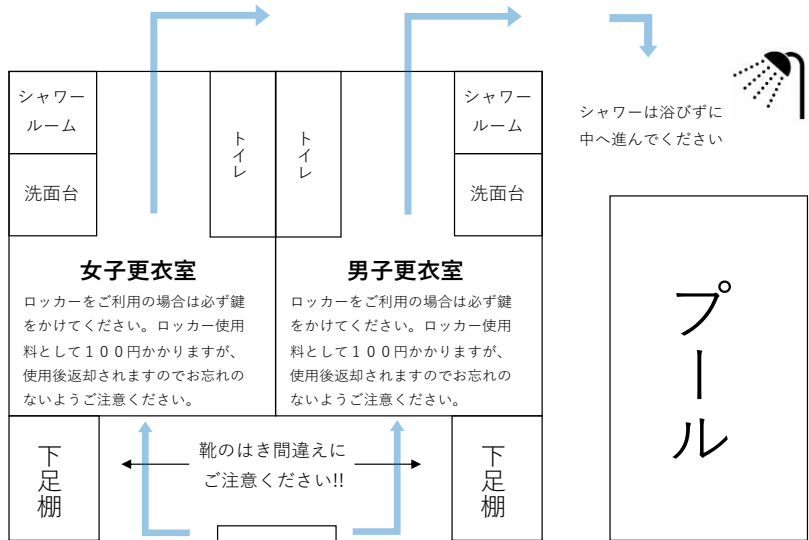 シャワー
ルーム
洗面台
トイレ
トイレ
シャワー
ルーム
洗面台
シャワーは浴びずに
中へ進んでください
女子更衣室
ロッカーをご利用の場合は必ず鍵
をかけてください。ロッカー使用
料として１００円かかりますが、
使用後返却されますのでお忘れの
ないようご注意ください。
男子更衣室
ロッカーをご利用の場合は必ず鍵
をかけてください。ロッカー使用
料として１００円かかりますが、
使用後返却されますのでお忘れの
ないようご注意ください。
プール
下足棚
靴のはき間違えに
ご注意ください!!
下足棚